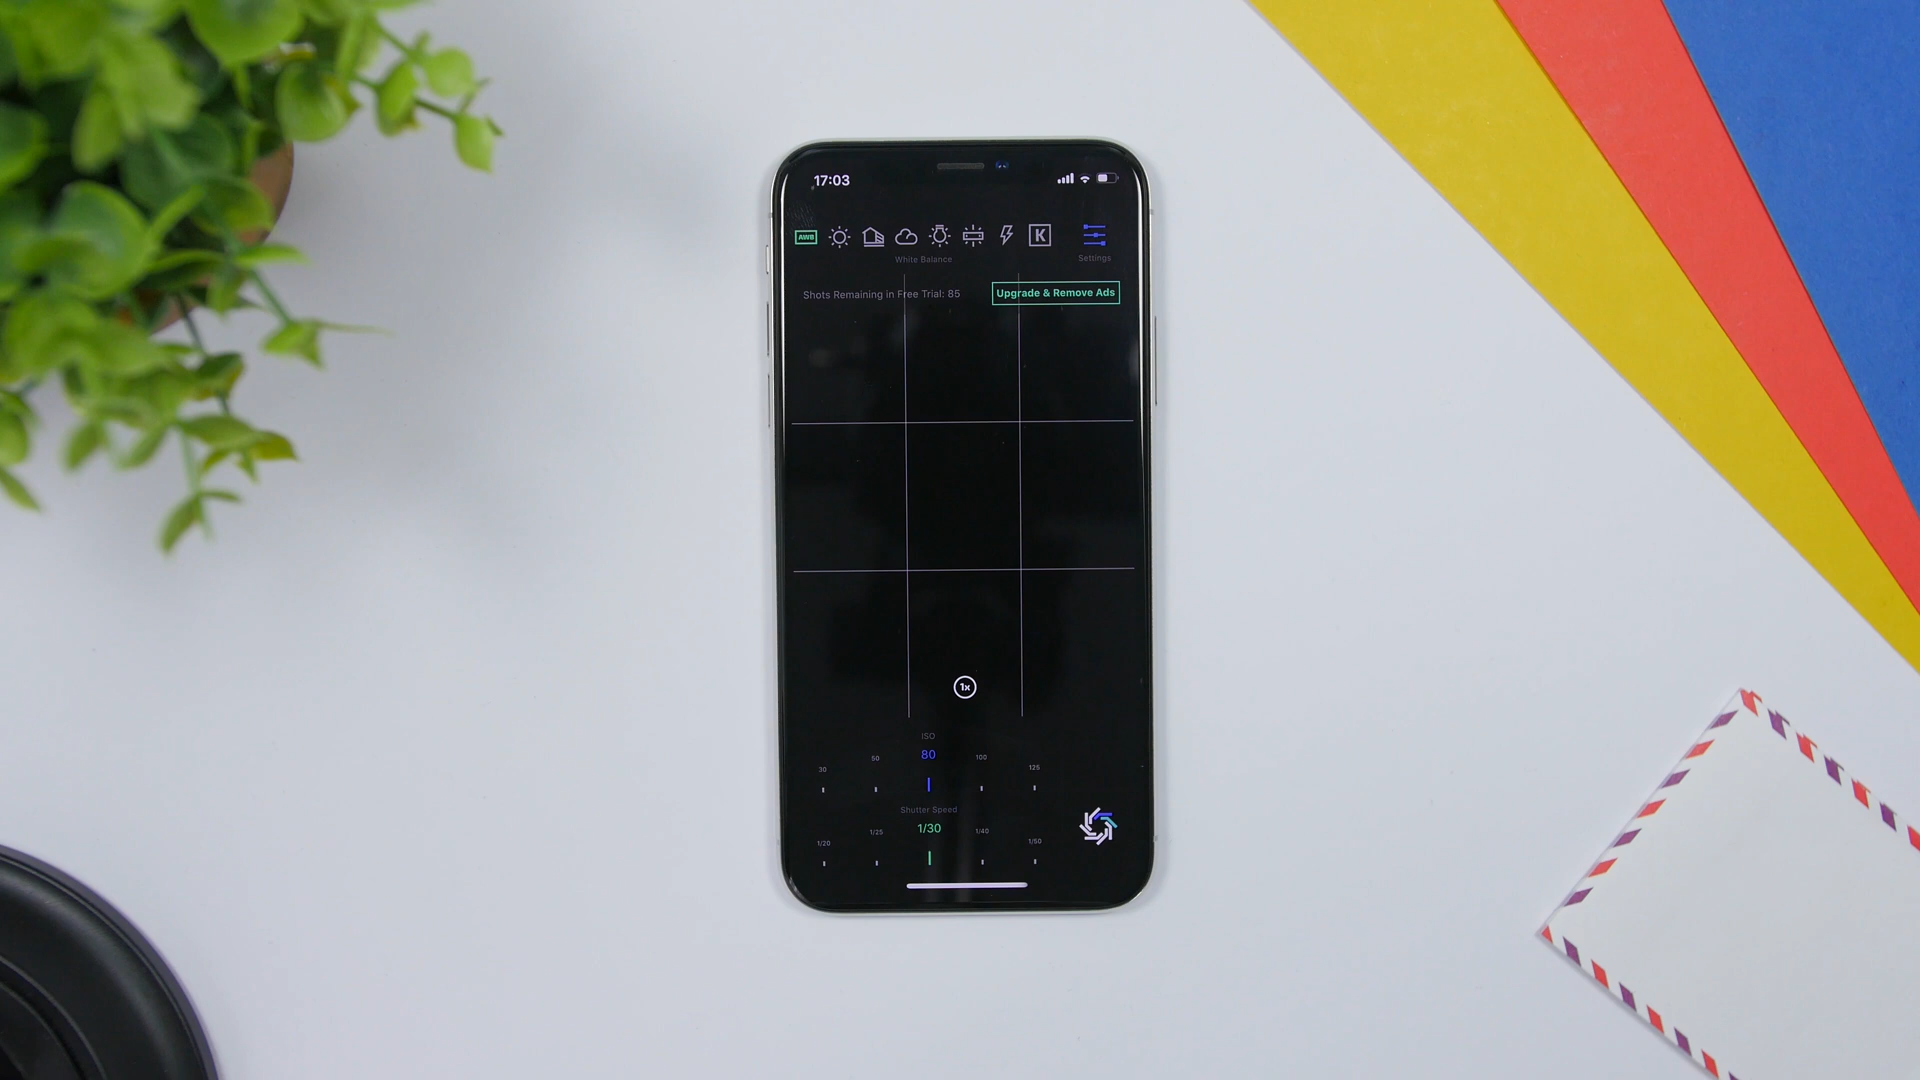 17:03
AWB
K
White Balance
Settings
Shots Remaining in Free Trial: 85
Upgrade & Remove Ads
1x
ISO
30 50 80 100 125
Shutter Speed
1/20 1/25 1/30 1/40 1/50